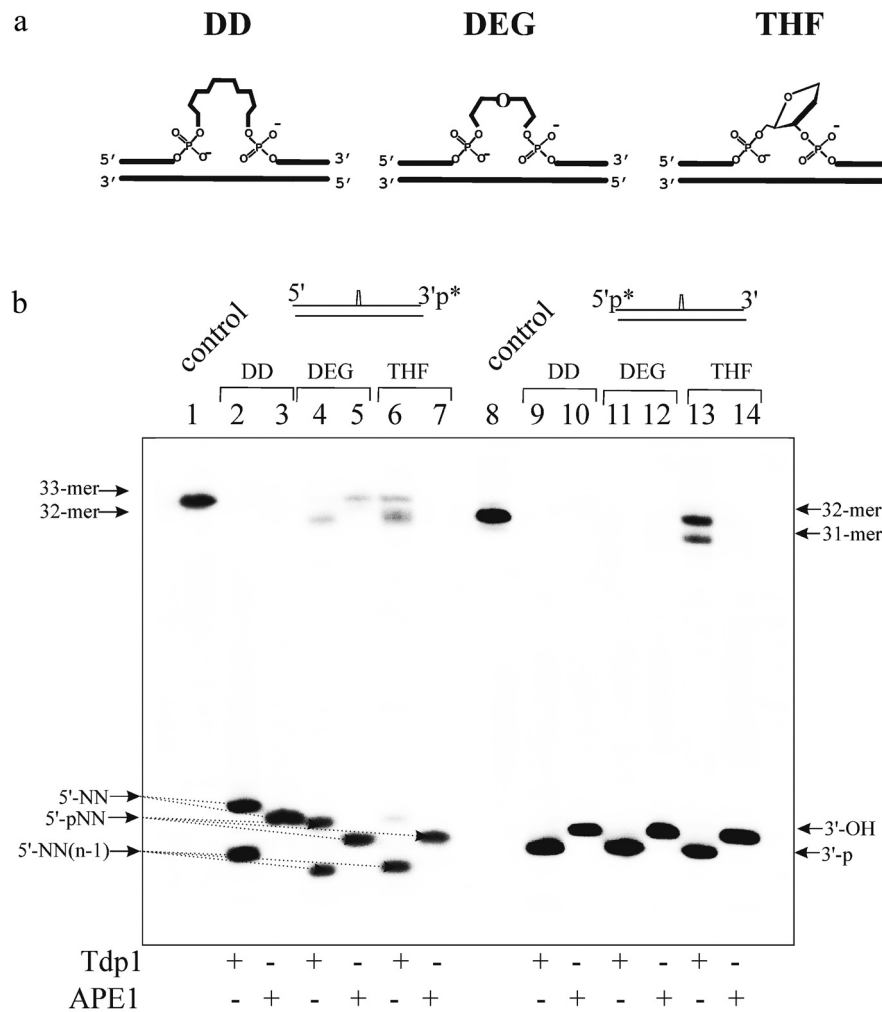 a
DD DEG THF
O O O
O P O⁻ O P O⁻ O P O⁻ O P O⁻ O P O⁻ O P O⁻
5' 3' 5' 3' 5' 3'
3' 5' 3' 5' 3' 5'
b
control 5' 3'p* control 5'p* 3'
DD DEG THF DD DEG THF
1 2 3 4 5 6 7 8 9 10 11 12 13 14
33-mer
32-mer 32-mer
31-mer
5'-NN
5'-pNN 3'-OH
5'-NN(n-1) 3'-p
Tdp1 + - + - + - + - + - + -
APE1 - + - + - + - + - + - +